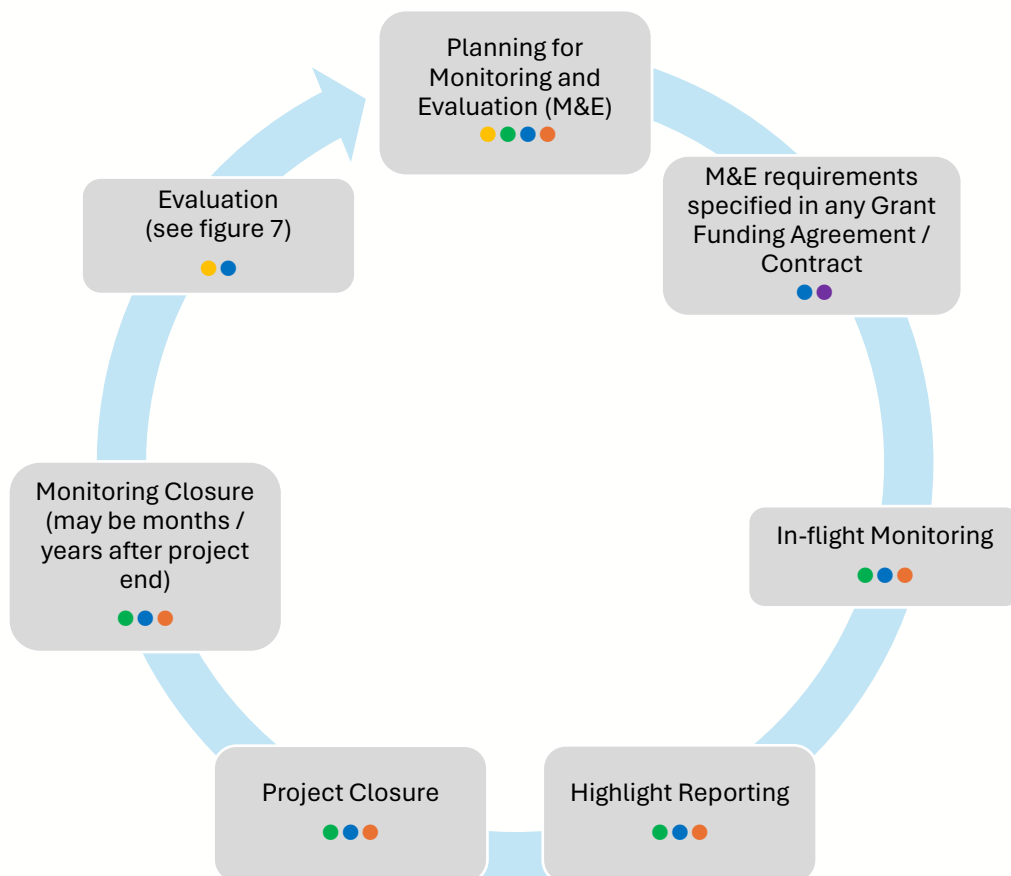 Planning for
Monitoring and
Evaluation (M&E)
M&E requirements
specified in any Grant
Funding Agreement /
Contract
In-flight Monitoring
Highlight Reporting
Project Closure
Monitoring Closure
(may be months /
years after project
end)
Evaluation
(see figure 7)